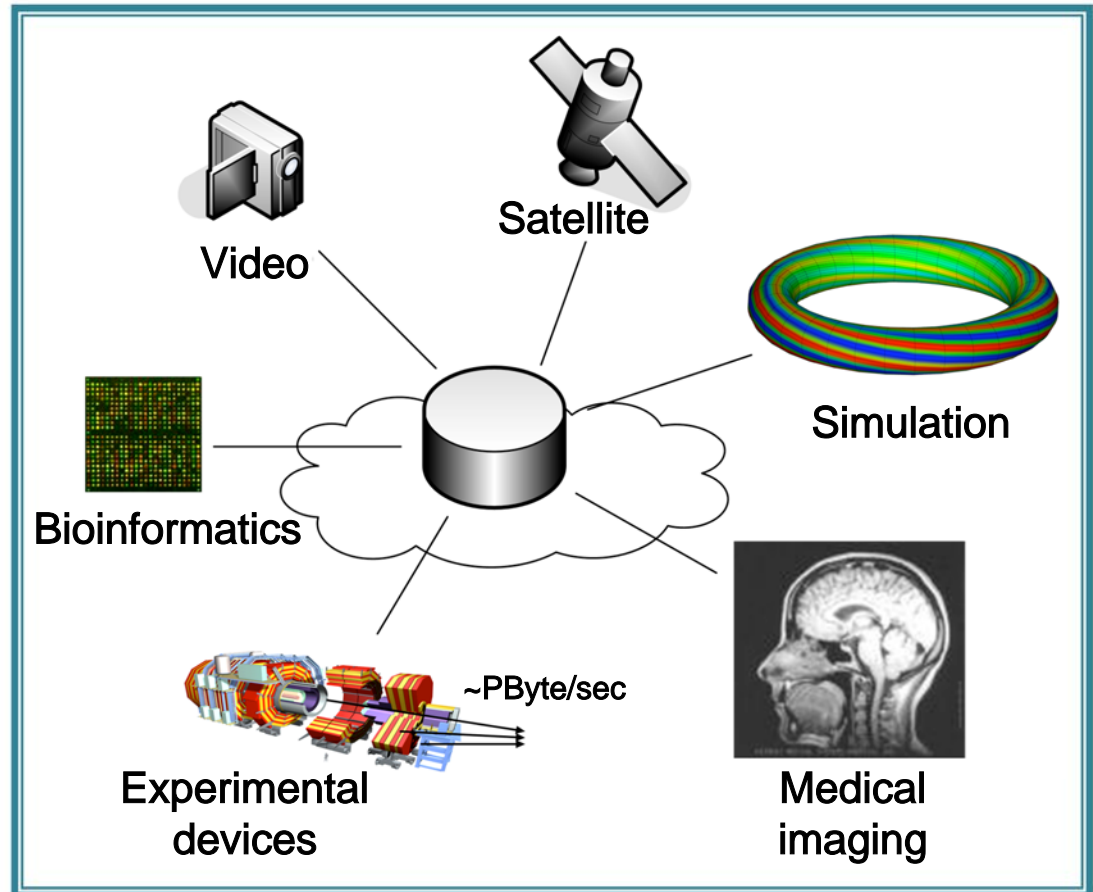 Satellite
Video
Simulation
Bioinformatics
~PByte/sec
Experimental
devices
Medical
imaging